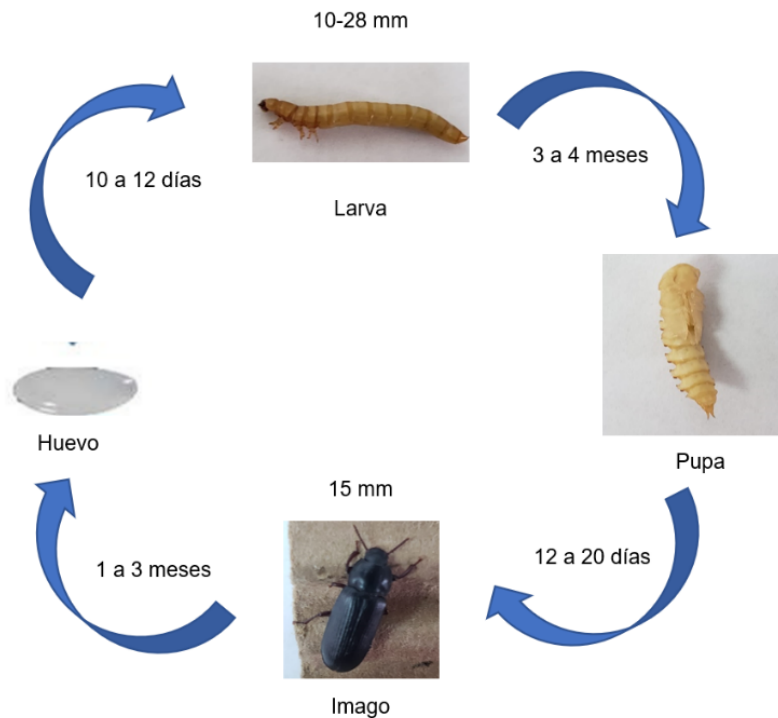 10-28 mm
10 a 12 días
3 a 4 meses
Larva
Huevo
Pupa
15 mm
12 a 20 días
1 a 3 meses
Imago